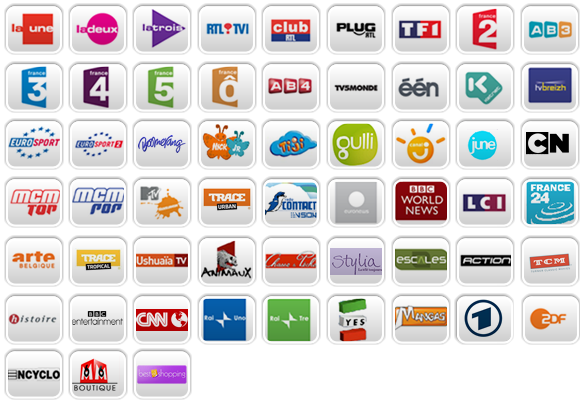 la une
ladeux
latrois
RTL•TVI
club
RTL
PLUG
RTL
TF1
france
2
AB3
france
3
france
4
france
5
france
ô
AB4
TV5MONDE
één
K
tvbreizh
EUROSPORT
EUROSPORT 2
Boomerang
NICK JR.
Tiji
gulli
june
CN
MCM
TOP
MCM
POP
MTV
TRACE
URBAN
CONTACT
VISION
BBC
WORLD
NEWS
LCI
FRANCE
24
arte
BELGIQUE
TRACE
TROPICAL
Ushuaïa TV
ANIMAUX
Stylia
escales
ACTION
TCM
histoire
BBC
entertainment
CNN
Rai Uno
Rai Tre
YES
1
ZDF
ENCYCLO
BOUTIQUE
best of shopping